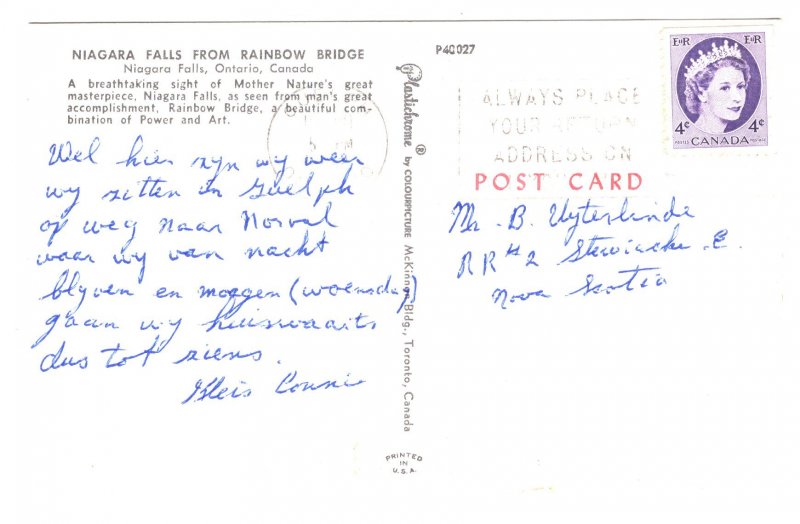 NIAGARA FALLS FROM RAINBOW BRIDGE
Niagara Falls, Ontario, Canada
A breathtaking sight of Mother Nature's great
masterpiece, Niagara Falls, as seen from man's great
accomplishment, Rainbow Bridge, a beautiful com-
bination of Power and Art.
Wel hier zyn wy weer
wy zitten in Guelph
op weg naar Norval
waar wy van nacht
blyven en morgen (woensdag)
gaan wy huiswaarts
dus tot ziens.
Connie
Plastichrome ® by COLOURPICTURE McKinnon Bldg., Toronto, Canada
PRINTED
IN
U.S.A.
P40027
ALWAYS PLACE
YOUR RETURN
ADDRESS ON
POST CARD
EIIR EIIR
4¢ 4¢
POSTES CANADA POSTAGE
Mr. B. Uyterlinde
RR #2 Stewiacke E.
Nova Scotia